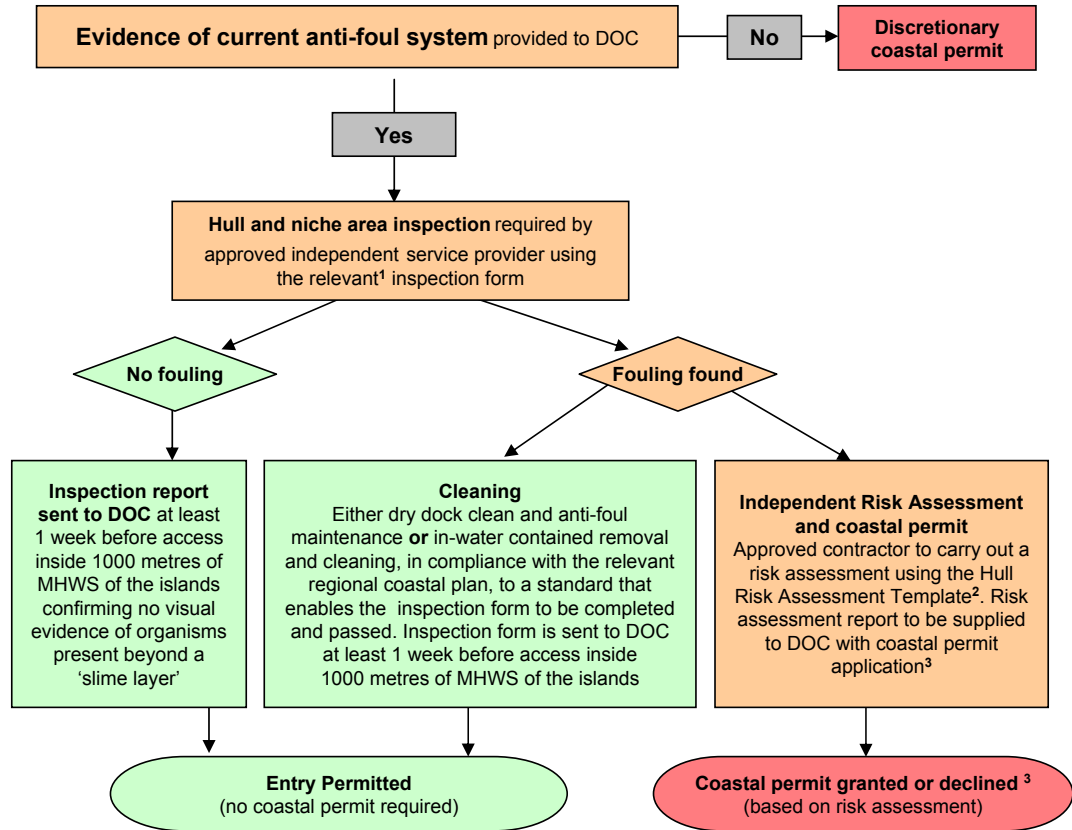 Evidence of current anti-foul system provided to DOC
No
Discretionary
coastal permit
Yes
Hull and niche area inspection required by
approved independent service provider using
the relevant¹ inspection form
No fouling
Fouling found
Inspection report
sent to DOC at least
1 week before access
inside 1000 metres of
MHWS of the islands
confirming no visual
evidence of organisms
present beyond a
‘slime layer’
Cleaning
Either dry dock clean and anti-foul
maintenance or in-water contained removal
and cleaning, in compliance with the relevant
regional coastal plan, to a standard that
enables the inspection form to be completed
and passed. Inspection form is sent to DOC
at least 1 week before access inside
1000 metres of MHWS of the islands
Independent Risk Assessment
and coastal permit
Approved contractor to carry out a
risk assessment using the Hull
Risk Assessment Template². Risk
assessment report to be supplied
to DOC with coastal permit
application³
Entry Permitted
(no coastal permit required)
Coastal permit granted or declined ³
(based on risk assessment)